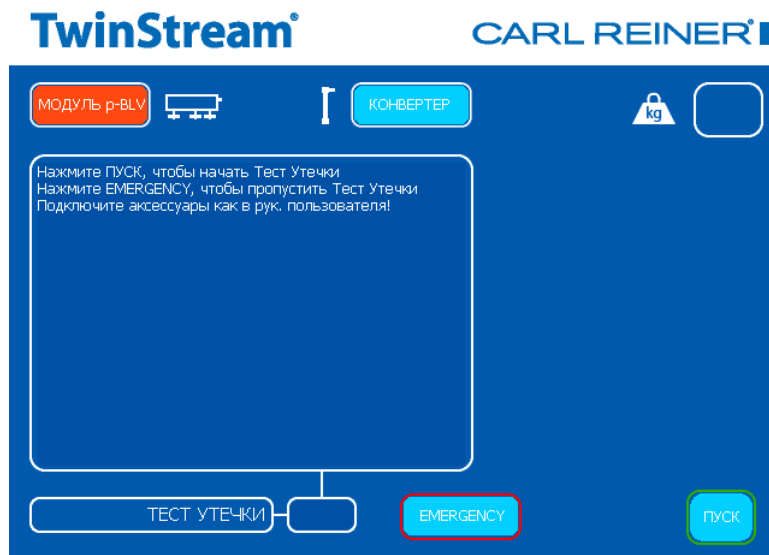 TwinStream®
CARL REINER®
МОДУЛЬ p-BLV
КОНВЕРТЕР
kg
Нажмите ПУСК, чтобы начать Тест Утечки
Нажмите EMERGENCY, чтобы пропустить Тест Утечки
Подключите аксессуары как в рук. пользователя!
ТЕСТ УТЕЧКИ
EMERGENCY
ПУСК